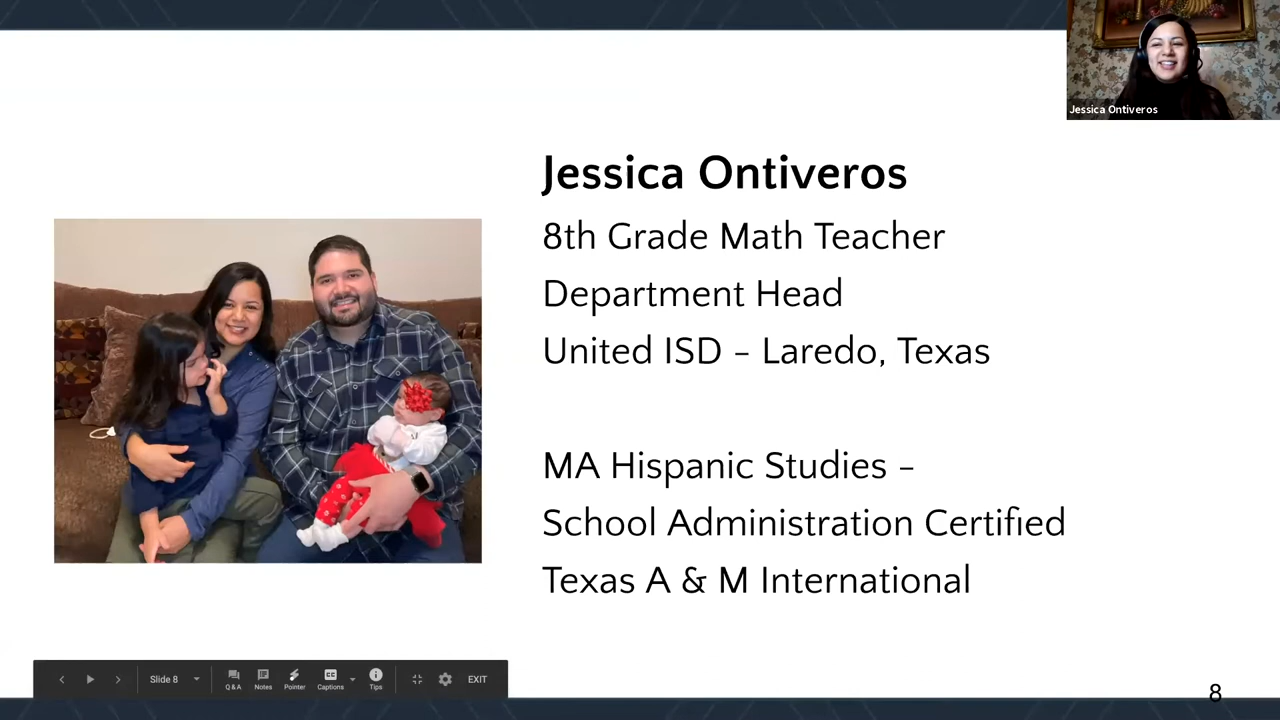 Jessica Ontiveros
Jessica Ontiveros
8th Grade Math Teacher
Department Head
United ISD – Laredo, Texas
MA Hispanic Studies –
School Administration Certified
Texas A & M International
Slide 8
Q & A
Notes
Pointer
CC
Captions
Tips
EXIT
8